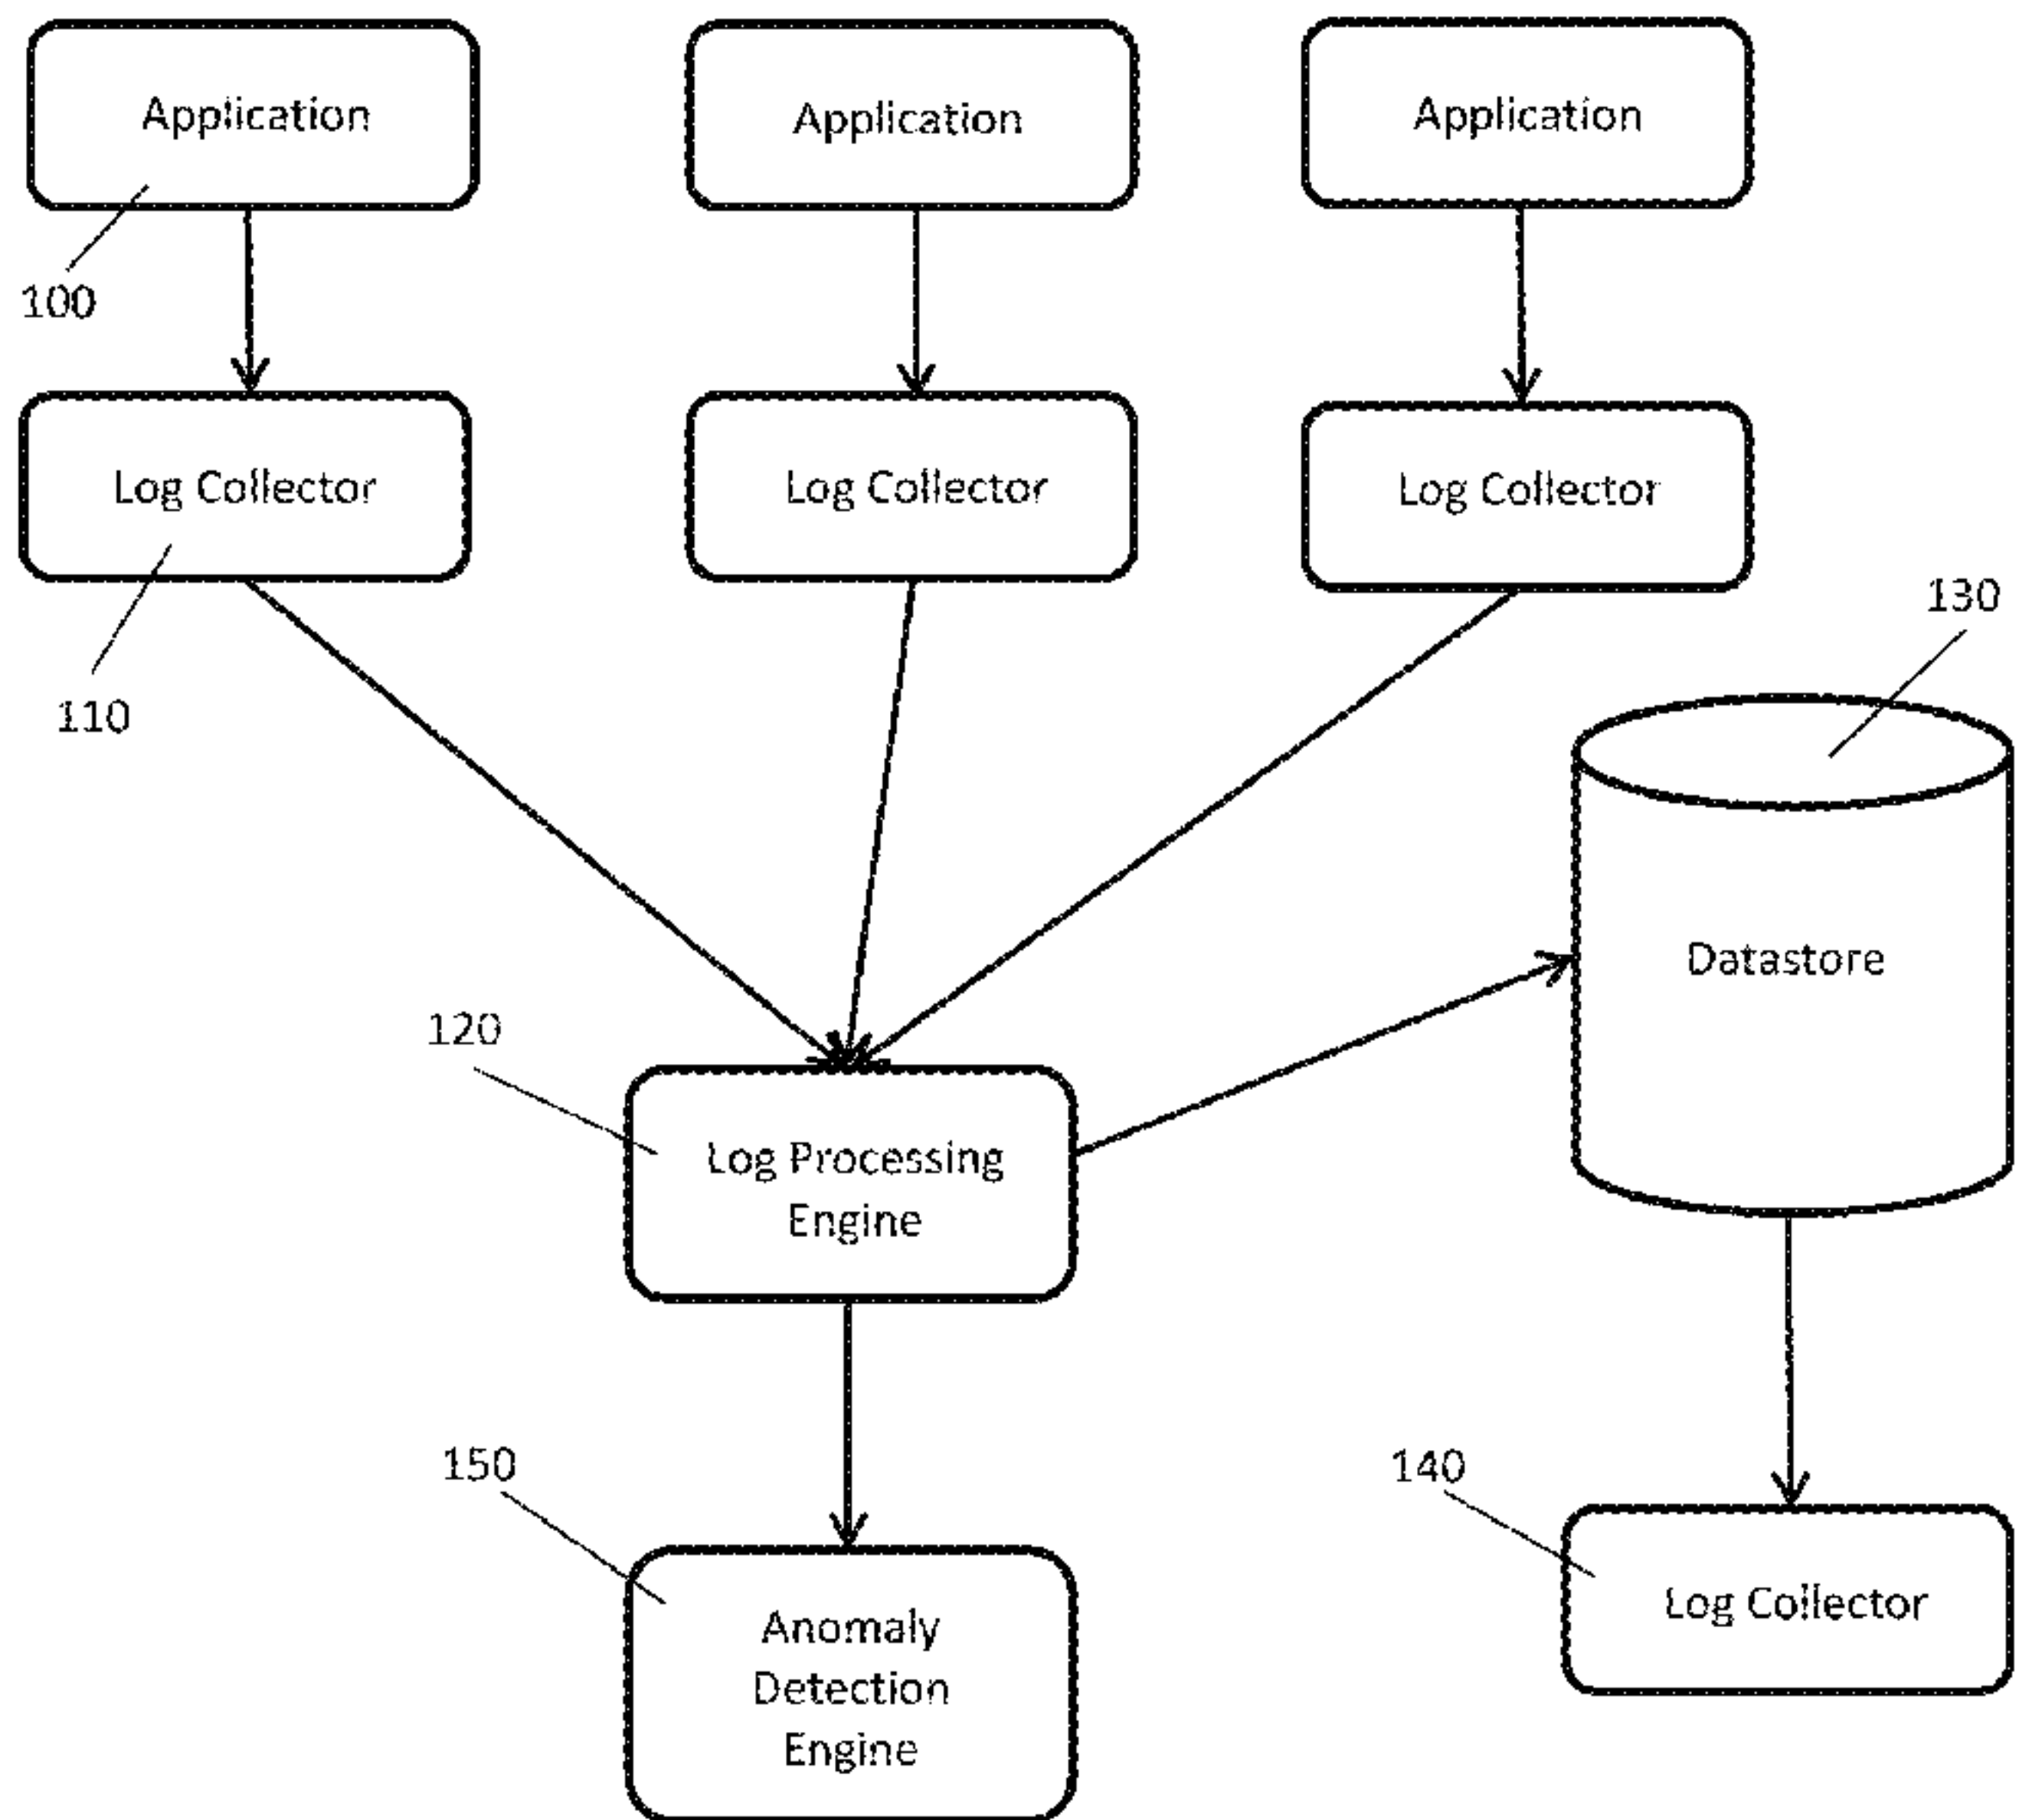 Application
Application
Application
100
Log Collector
Log Collector
Log Collector
110
130
Datastore
120
Log Processing
Engine
150
140
Anomaly
Detection
Engine
Log Collector